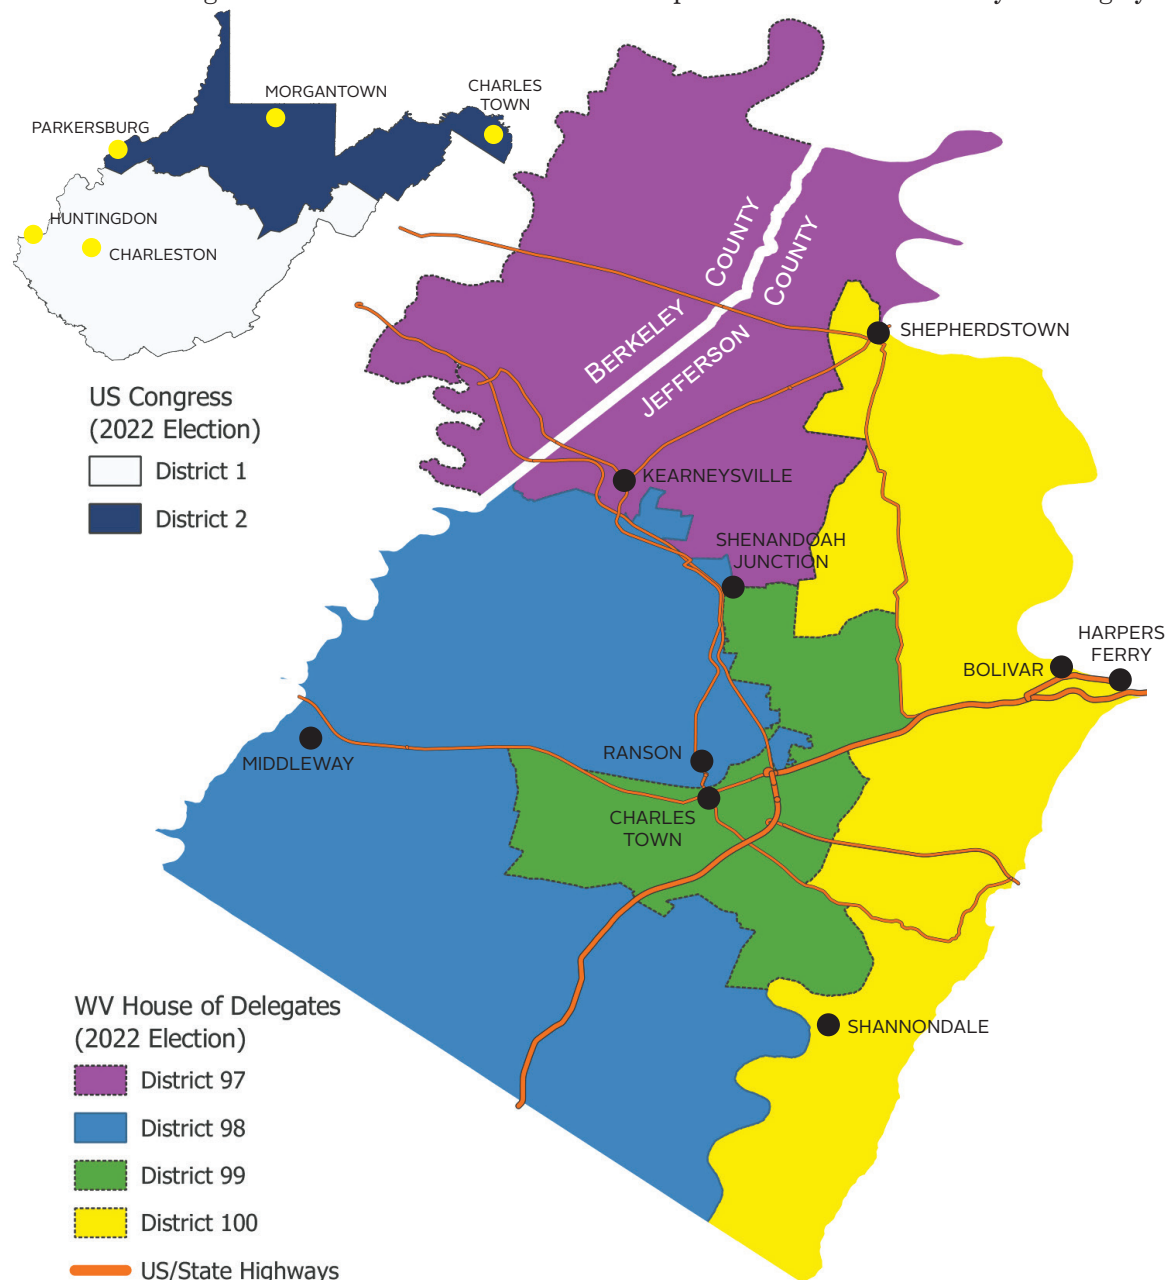 MORGANTOWN
CHARLES
TOWN
PARKERSBURG
HUNTINGDON
CHARLESTON
US Congress
(2022 Election)
District 1
District 2
BERKELEY COUNTY
JEFFERSON COUNTY
SHEPHERDSTOWN
KEARNEYSVILLE
SHENANDOAH
JUNCTION
HARPERS
FERRY
BOLIVAR
RANSON
MIDDLEWAY
CHARLES
TOWN
SHANNONDALE
WV House of Delegates
(2022 Election)
District 97
District 98
District 99
District 100
US/State Highways